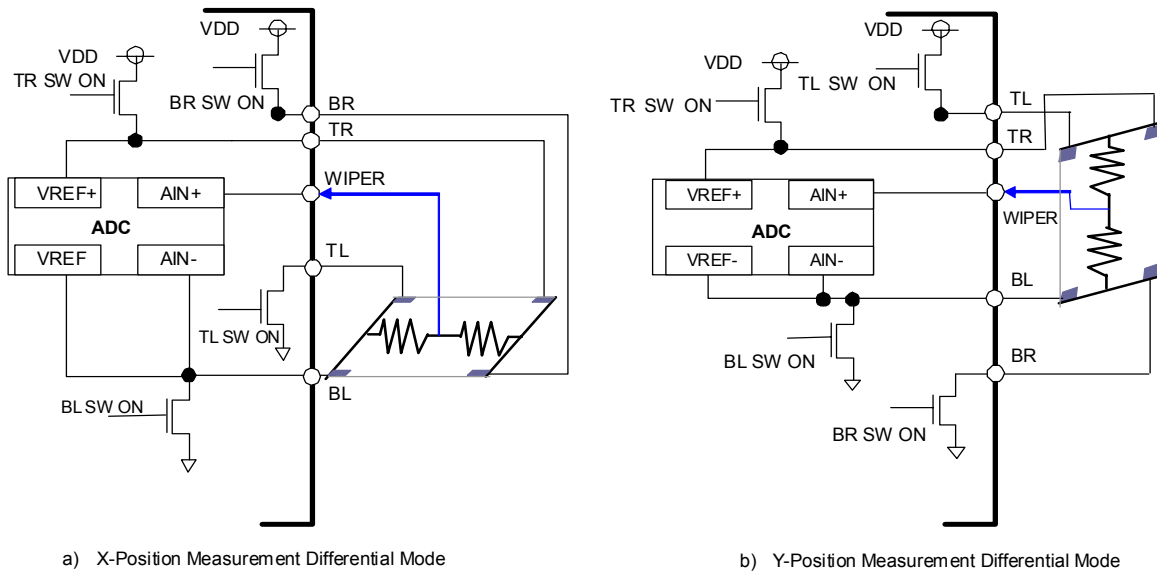 VDD
VDD
TR SW ON
BR SW ON
BR
TR
VREF+
AIN+
WIPER
ADC
VREF
AIN-
TL
TL SW ON
BL SW ON
BL
a) X-Position Measurement Differential Mode
VDD
VDD
TL SW ON
TR SW ON
TL
TR
VREF+
AIN+
WIPER
ADC
VREF-
AIN-
BL
BL SW ON
BR
BR SW ON
b) Y-Position Measurement Differential Mode